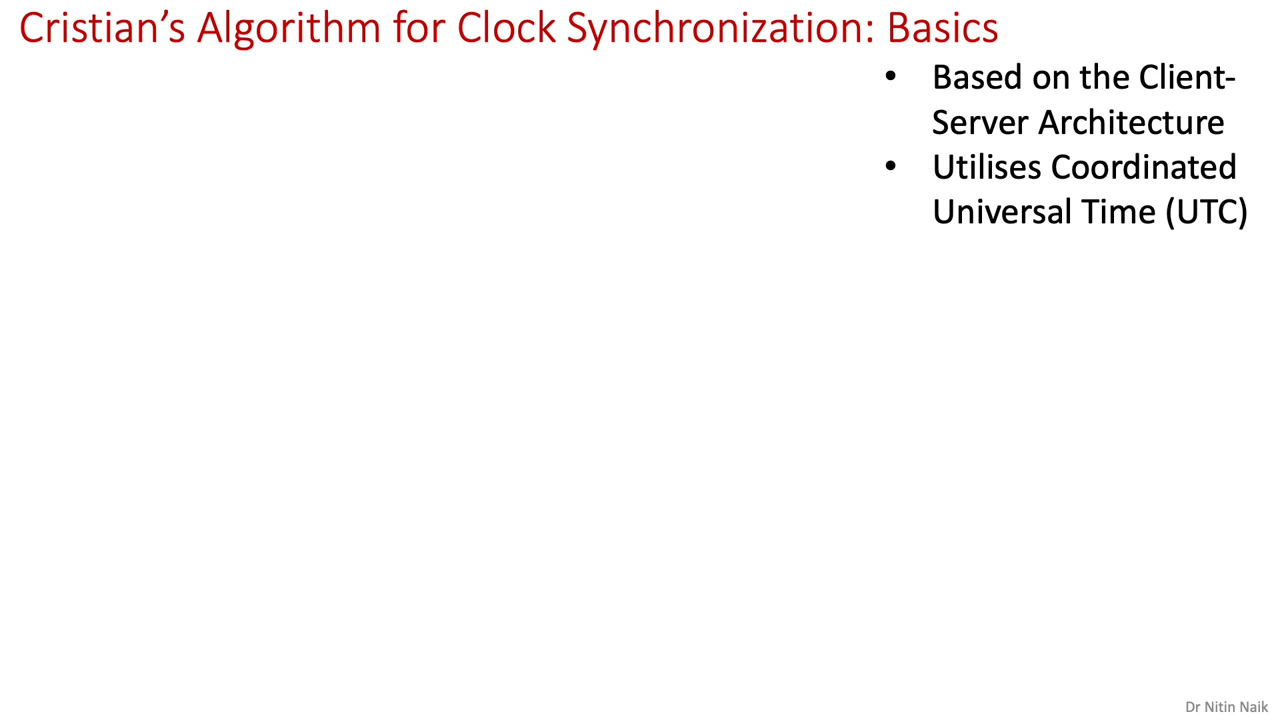 Cristian’s Algorithm for Clock Synchronization: Basics
• Based on the Client-
Server Architecture
• Utilises Coordinated
Universal Time (UTC)
Dr Nitin Naik